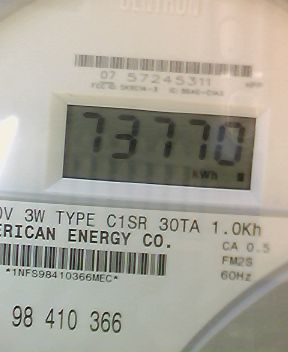 CENTRON
07 57245311
73770
kWh
0V 3W TYPE C1SR 30TA 1.0Kh
ERICAN ENERGY CO.
CA 0.5
FM2S
60Hz
*1NFS98410366MEC*
98 410 366